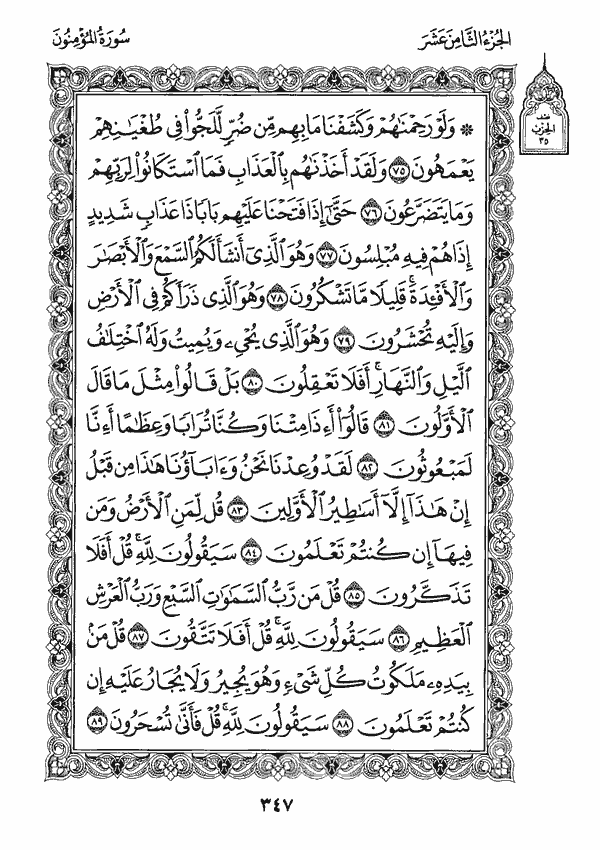 الجزء الثامن عشر
سورة المؤمنون
نصف
الحزب
٣٥
۞ وَلَوْ رَحِمْنَٰهُمْ وَكَشَفْنَا مَا بِهِم مِّن ضُرٍّ لَّلَجُّوا۟ فِى طُغْيَٰنِهِمْ
يَعْمَهُونَ ٧٥ وَلَقَدْ أَخَذْنَٰهُم بِٱلْعَذَابِ فَمَا ٱسْتَكَانُوا۟ لِرَبِّهِمْ
وَمَا يَتَضَرَّعُونَ ٧٦ حَتَّىٰٓ إِذَا فَتَحْنَا عَلَيْهِم بَابًا ذَا عَذَابٍ شَدِيدٍ
إِذَا هُمْ فِيهِ مُبْلِسُونَ ٧٧ وَهُوَ ٱلَّذِىٓ أَنشَأَ لَكُمُ ٱلسَّمْعَ وَٱلْأَبْصَٰرَ
وَٱلْأَفْـِٔدَةَ ۚ قَلِيلًا مَّا تَشْكُرُونَ ٧٨ وَهُوَ ٱلَّذِى ذَرَأَكُمْ فِى ٱلْأَرْضِ
وَإِلَيْهِ تُحْشَرُونَ ٧٩ وَهُوَ ٱلَّذِى يُحْىِۦ وَيُمِيتُ وَلَهُ ٱخْتِلَٰفُ
ٱلَّيْلِ وَٱلنَّهَارِ ۚ أَفَلَا تَعْقِلُونَ ٨٠ بَلْ قَالُوا۟ مِثْلَ مَا قَالَ
ٱلْأَوَّلُونَ ٨١ قَالُوٓا۟ أَءِذَا مِتْنَا وَكُنَّا تُرَابًا وَعِظَٰمًا أَءِنَّا
لَمَبْعُوثُونَ ٨٢ لَقَدْ وُعِدْنَا نَحْنُ وَءَابَآؤُنَا هَٰذَا مِن قَبْلُ
إِنْ هَٰذَآ إِلَّآ أَسَٰطِيرُ ٱلْأَوَّلِينَ ٨٣ قُل لِّمَنِ ٱلْأَرْضُ وَمَن
فِيهَآ إِن كُنتُمْ تَعْلَمُونَ ٨٤ سَيَقُولُونَ لِلَّهِ ۚ قُلْ أَفَلَا
تَذَكَّرُونَ ٨٥ قُلْ مَن رَّبُّ ٱلسَّمَٰوَٰتِ ٱلسَّبْعِ وَرَبُّ ٱلْعَرْشِ
ٱلْعَظِيمِ ٨٦ سَيَقُولُونَ لِلَّهِ ۚ قُلْ أَفَلَا تَتَّقُونَ ٨٧ قُلْ مَنۢ
بِيَدِهِۦ مَلَكُوتُ كُلِّ شَىْءٍ وَهُوَ يُجِيرُ وَلَا يُجَارُ عَلَيْهِ إِن
كُنتُمْ تَعْلَمُونَ ٨٨ سَيَقُولُونَ لِلَّهِ ۚ قُلْ فَأَنَّىٰ تُسْحَرُونَ ٨٩
٣٤٧